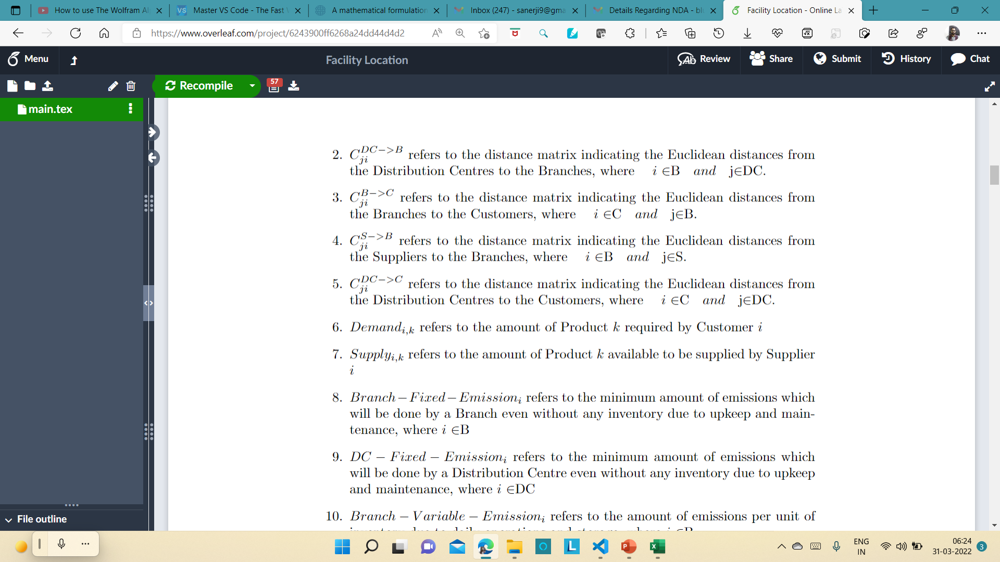 How to use The Wolfram Al
Master VS Code - The Fast
A mathematical formulation
Inbox (247) - sanerji9@gma
Details Regarding NDA - bl
Facility Location - Online La
https://www.overleaf.com/project/6243900ff6268a24dd44d4d2
Menu
Facility Location
Review
Share
Submit
History
Chat
Recompile
57
main.tex
2. C_{ji}^{DC->B} refers to the distance matrix indicating the Euclidean distances from
the Distribution Centres to the Branches, where i ∈B and j∈DC.
3. C_{ji}^{B->C} refers to the distance matrix indicating the Euclidean distances from
the Branches to the Customers, where i ∈C and j∈B.
4. C_{ji}^{S->B} refers to the distance matrix indicating the Euclidean distances from
the Suppliers to the Branches, where i ∈B and j∈S.
5. C_{ji}^{DC->C} refers to the distance matrix indicating the Euclidean distances from
the Distribution Centres to the Customers, where i ∈C and j∈DC.
6. Demand_{i,k} refers to the amount of Product k required by Customer i
7. Supply_{i,k} refers to the amount of Product k available to be supplied by Supplier
i
8. Branch – Fixed – Emission_i refers to the minimum amount of emissions which
will be done by a Branch even without any inventory due to upkeep and main-
tenance, where i ∈B
9. DC – Fixed – Emission_i refers to the minimum amount of emissions which
will be done by a Distribution Centre even without any inventory due to upkeep
and maintenance, where i ∈DC
10. Branch – Variable – Emission_i refers to the amount of emissions per unit of
File outline
ENG
IN
06:24
31-03-2022
3